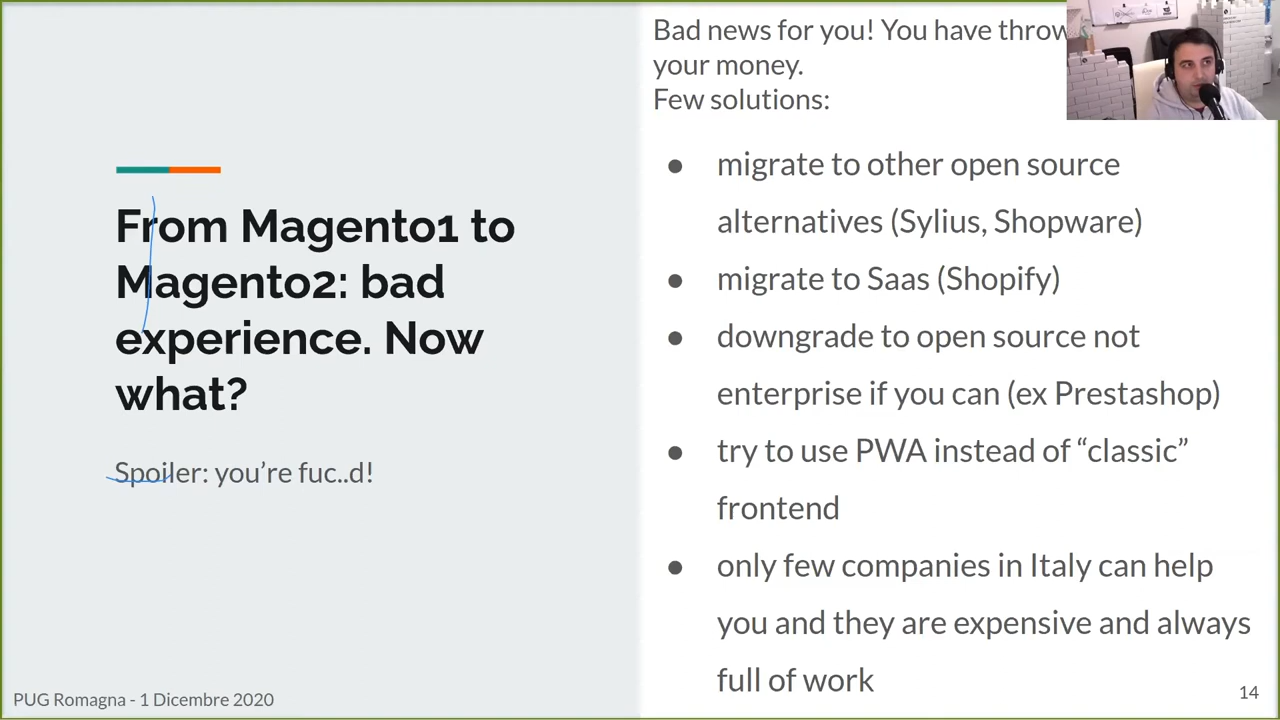 From Magento1 to
Magento2: bad
experience. Now
what?
Spoiler: you're fuc..d!
Bad news for you! You have throw
your money.
Few solutions:
● migrate to other open source
alternatives (Sylius, Shopware)
● migrate to Saas (Shopify)
● downgrade to open source not
enterprise if you can (ex Prestashop)
● try to use PWA instead of “classic”
frontend
● only few companies in Italy can help
you and they are expensive and always
full of work
PUG Romagna - 1 Dicembre 2020
14